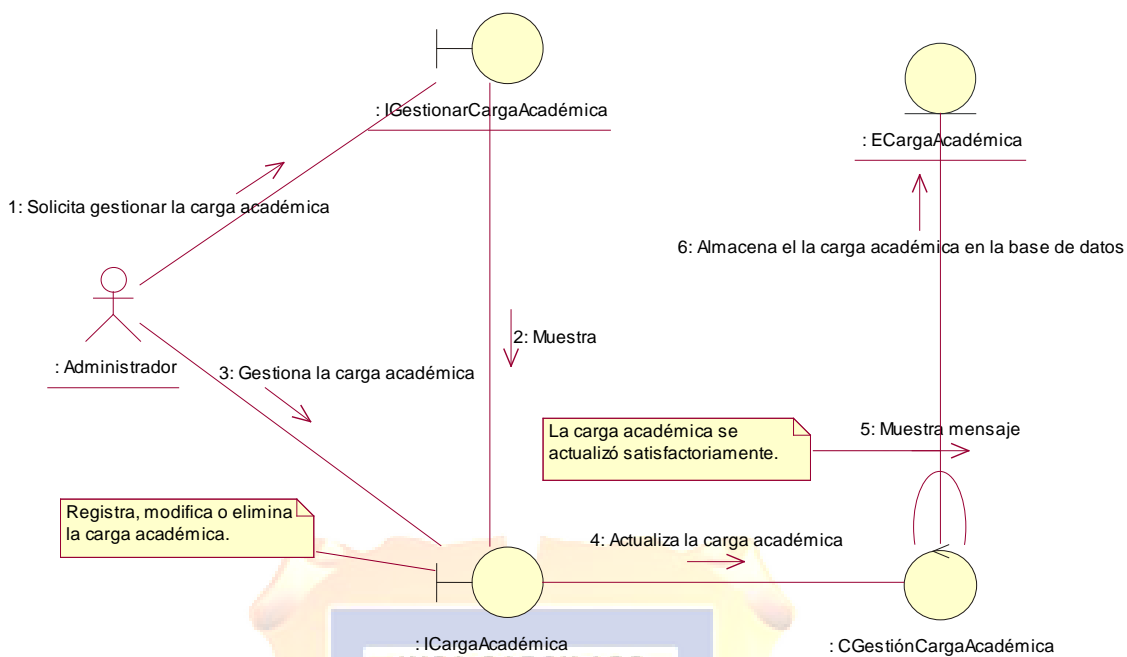 : IGestionarCargaAcadémica
: ECargaAcadémica
1: Solicita gestionar la carga académica
6: Almacena el la carga académica en la base de datos
2: Muestra
: Administrador
3: Gestiona la carga académica
La carga académica se
actualizó satisfactoriamente.
5: Muestra mensaje
Registra, modifica o elimina
la carga académica.
4: Actualiza la carga académica
: ICargaAcadémica
: CGestiónCargaAcadémica